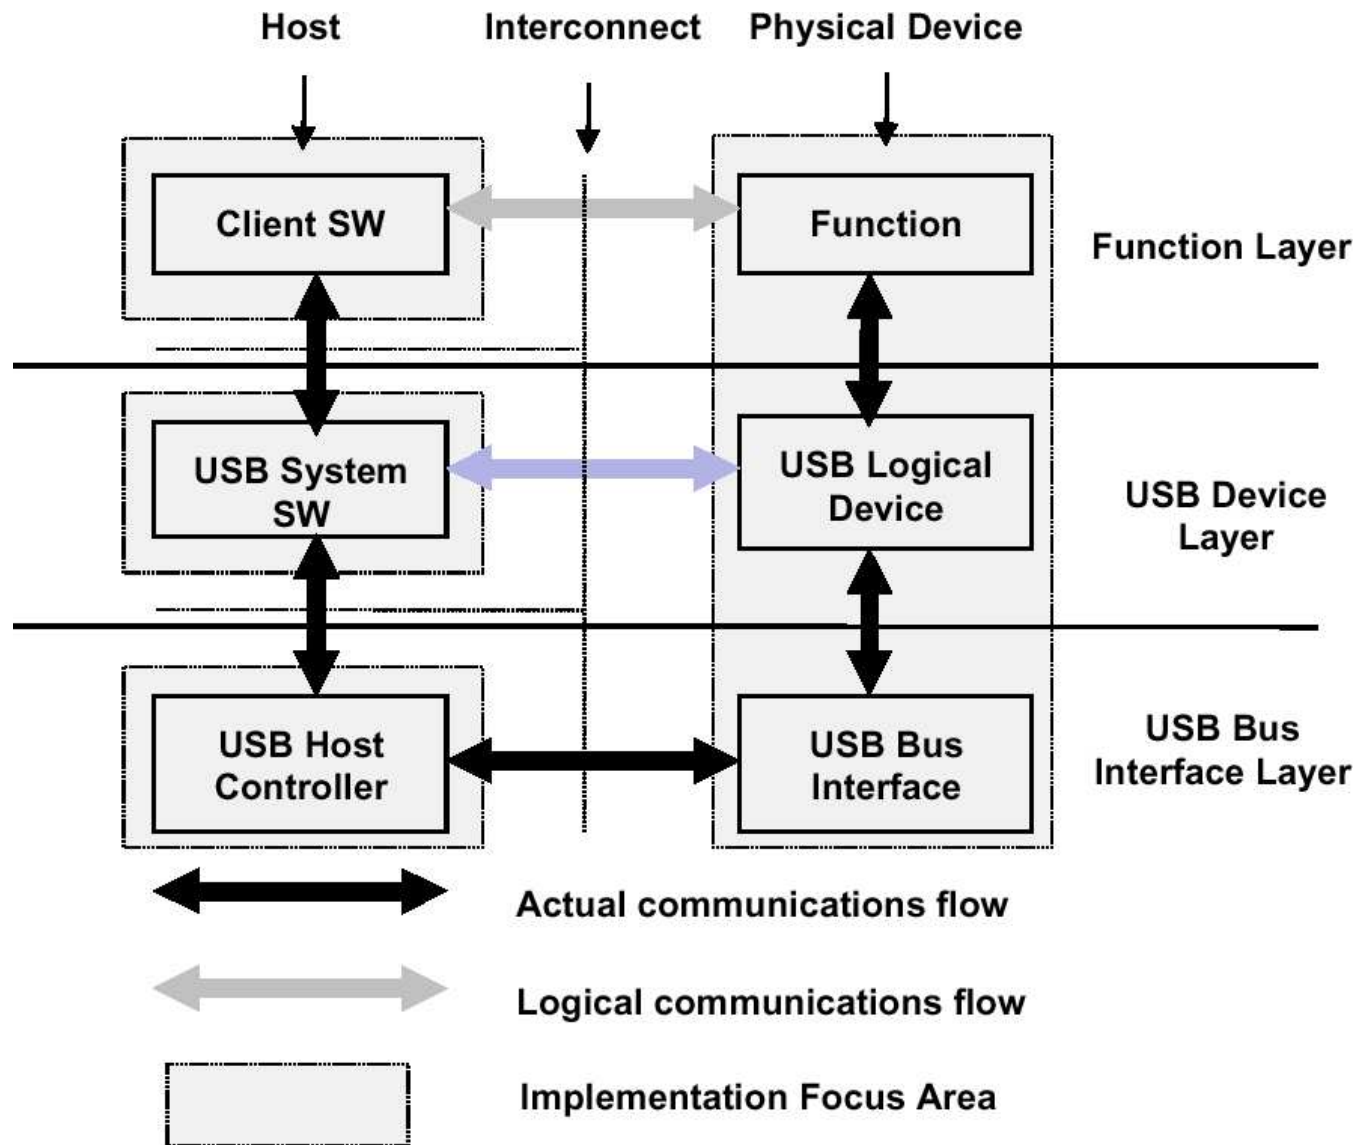 Host
Interconnect
Physical Device
Client SW
Function
Function Layer
USB System
SW
USB Logical
Device
USB Device
Layer
USB Host
Controller
USB Bus
Interface
USB Bus
Interface Layer
Actual communications flow
Logical communications flow
Implementation Focus Area